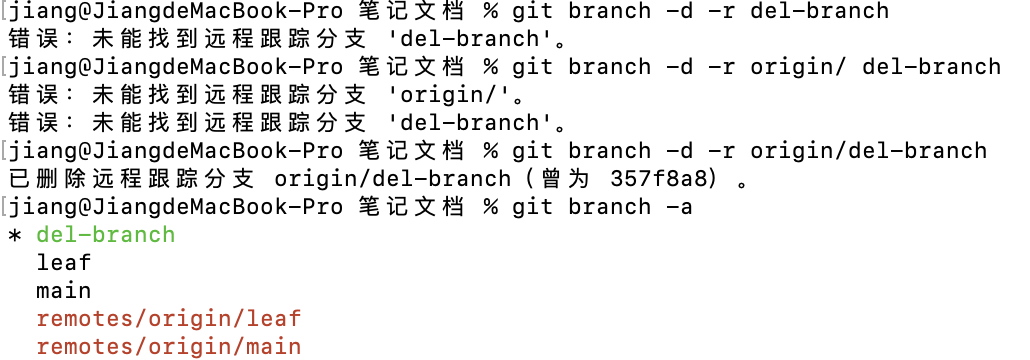 [jiang@JiangdeMacBook-Pro 笔记文档 % git branch -d -r del-branch
错误：未能找到远程跟踪分支 'del-branch'。
[jiang@JiangdeMacBook-Pro 笔记文档 % git branch -d -r origin/ del-branch
错误：未能找到远程跟踪分支 'origin/'。
错误：未能找到远程跟踪分支 'del-branch'。
[jiang@JiangdeMacBook-Pro 笔记文档 % git branch -d -r origin/del-branch
已删除远程跟踪分支 origin/del-branch（曾为 357f8a8）。
[jiang@JiangdeMacBook-Pro 笔记文档 % git branch -a
* del-branch
  leaf
  main
  remotes/origin/leaf
  remotes/origin/main